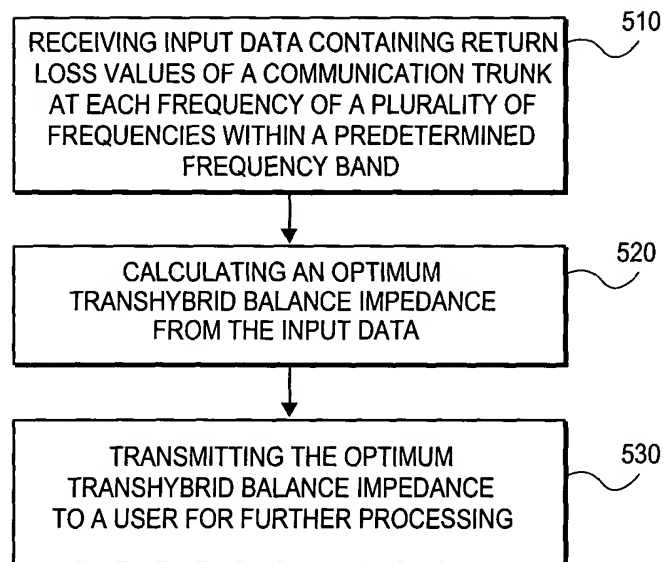 RECEIVING INPUT DATA CONTAINING RETURN
LOSS VALUES OF A COMMUNICATION TRUNK
AT EACH FREQUENCY OF A PLURALITY OF
FREQUENCIES WITHIN A PREDETERMINED
FREQUENCY BAND
510
CALCULATING AN OPTIMUM
TRANSHYBRID BALANCE IMPEDANCE
FROM THE INPUT DATA
520
TRANSMITTING THE OPTIMUM
TRANSHYBRID BALANCE IMPEDANCE
TO A USER FOR FURTHER PROCESSING
530